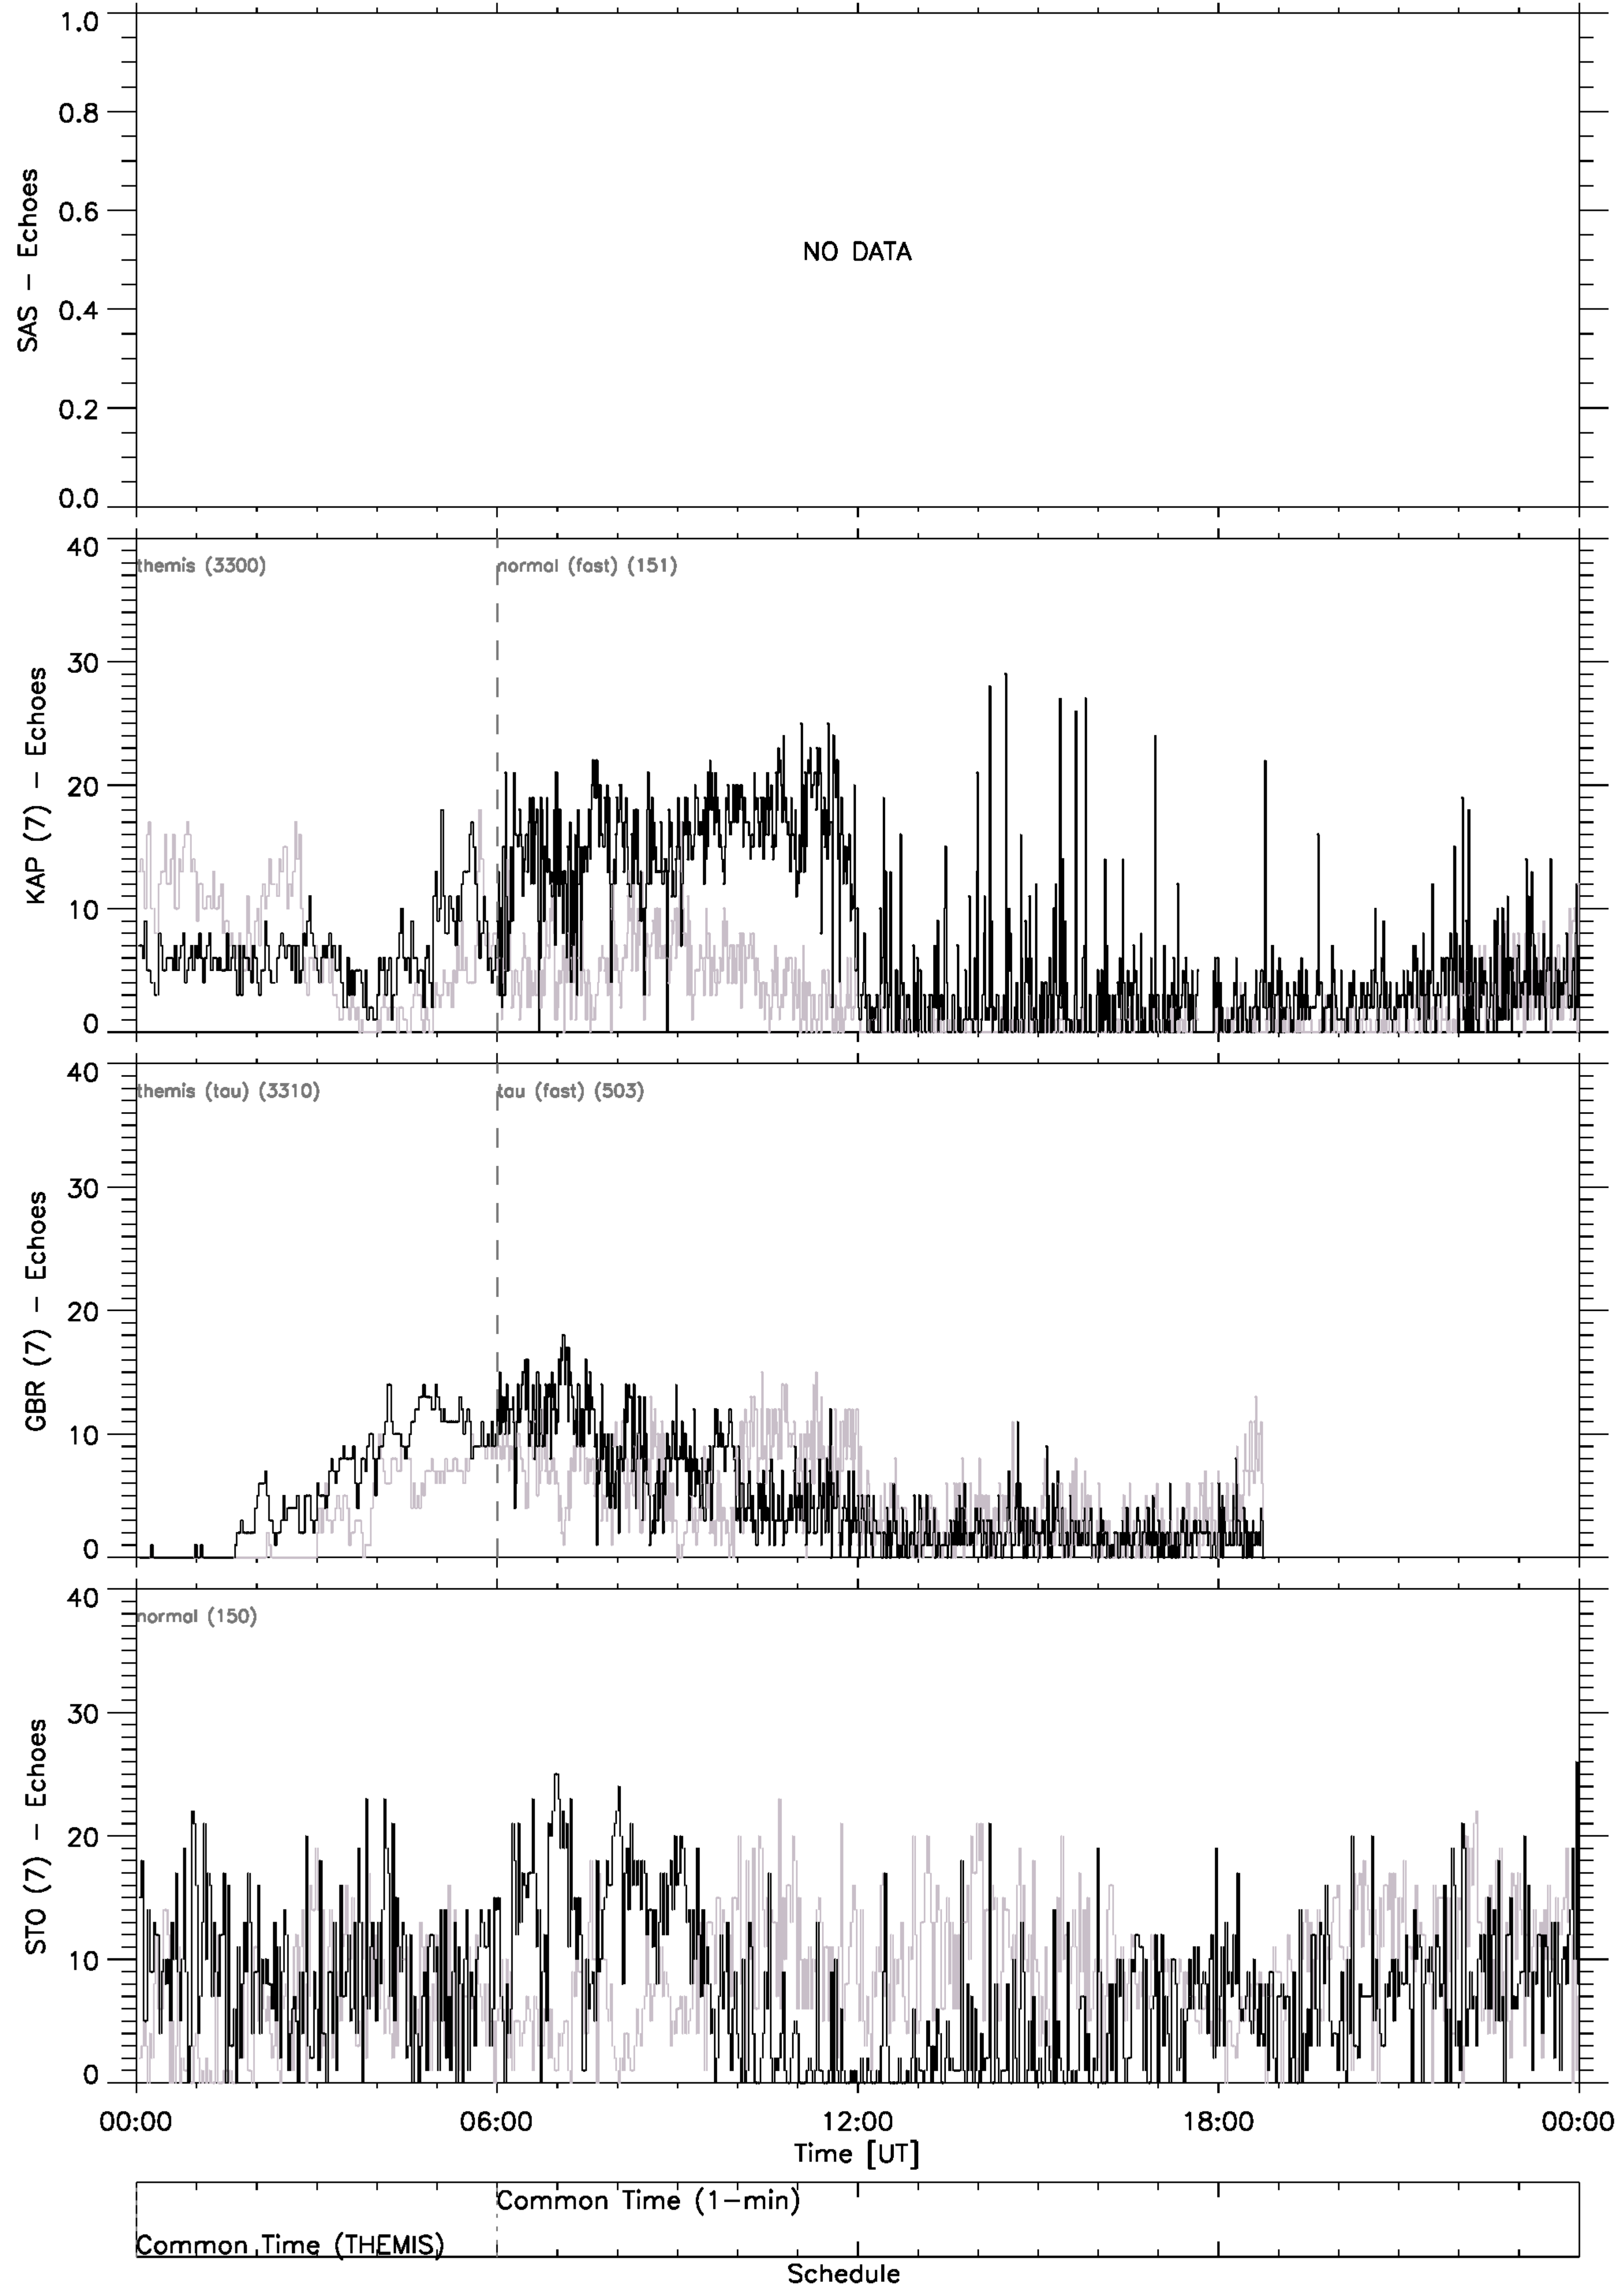 SAS − Echoes
1.0
0.8
0.6
0.4
0.2
0.0
NO DATA
KAP (7) − Echoes
40
30
20
10
0
themis (3300)
normal (fast) (151)
GBR (7) − Echoes
40
30
20
10
0
themis (tau) (3310)
tau (fast) (503)
STO (7) − Echoes
40
30
20
10
0
normal (150)
00:00 06:00 12:00 18:00 00:00
Time [UT]
Common Time (1−min)
Common Time (THEMIS)
Schedule